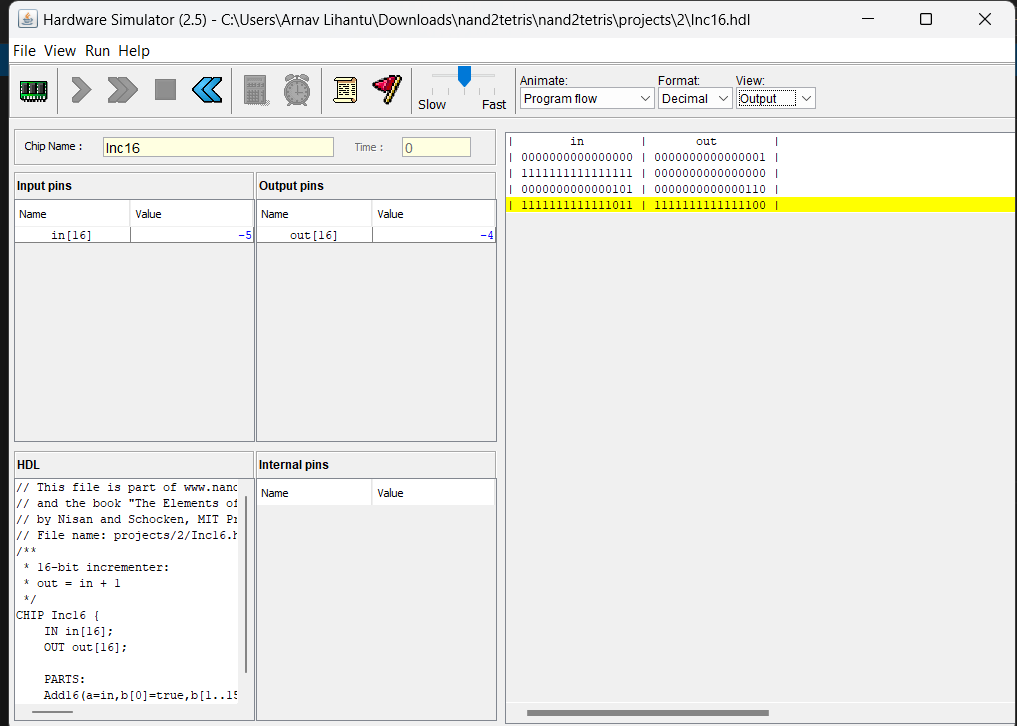 Hardware Simulator (2.5) - C:\Users\Arnav Lihantu\Downloads\nand2tetris\nand2tetris\projects\2\Inc16.hdl
File View Run Help
Slow Fast
Animate: Format: View:
Program flow Decimal Output
Chip Name : Inc16 Time : 0
Input pins
Name Value
in[16] -5
Output pins
Name Value
out[16] -4
| in | out |
| 0000000000000000 | 0000000000000001 |
| 1111111111111111 | 0000000000000000 |
| 0000000000000101 | 0000000000000110 |
| 1111111111111011 | 1111111111111100 |
HDL
// This file is part of www.nand
// and the book "The Elements of
// by Nisan and Schocken, MIT Pr
// File name: projects/2/Inc16.h
/**
* 16-bit incrementer:
* out = in + 1
*/
CHIP Inc16 {
IN in[16];
OUT out[16];
PARTS:
Add16(a=in,b[0]=true,b[1..15
Internal pins
Name Value